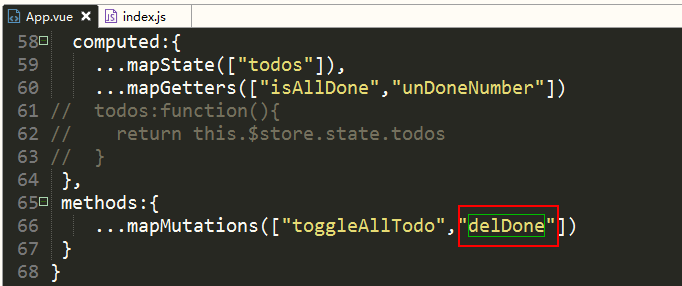 App.vue index.js
58 computed:{
59 ...mapState(["todos"]),
60 ...mapGetters(["isAllDone","unDoneNumber"])
61 // todos:function(){
62 // return this.$store.state.todos
63 // }
64 },
65 methods:{
66 ...mapMutations(["toggleAllTodo","delDone"])
67 }
68 }